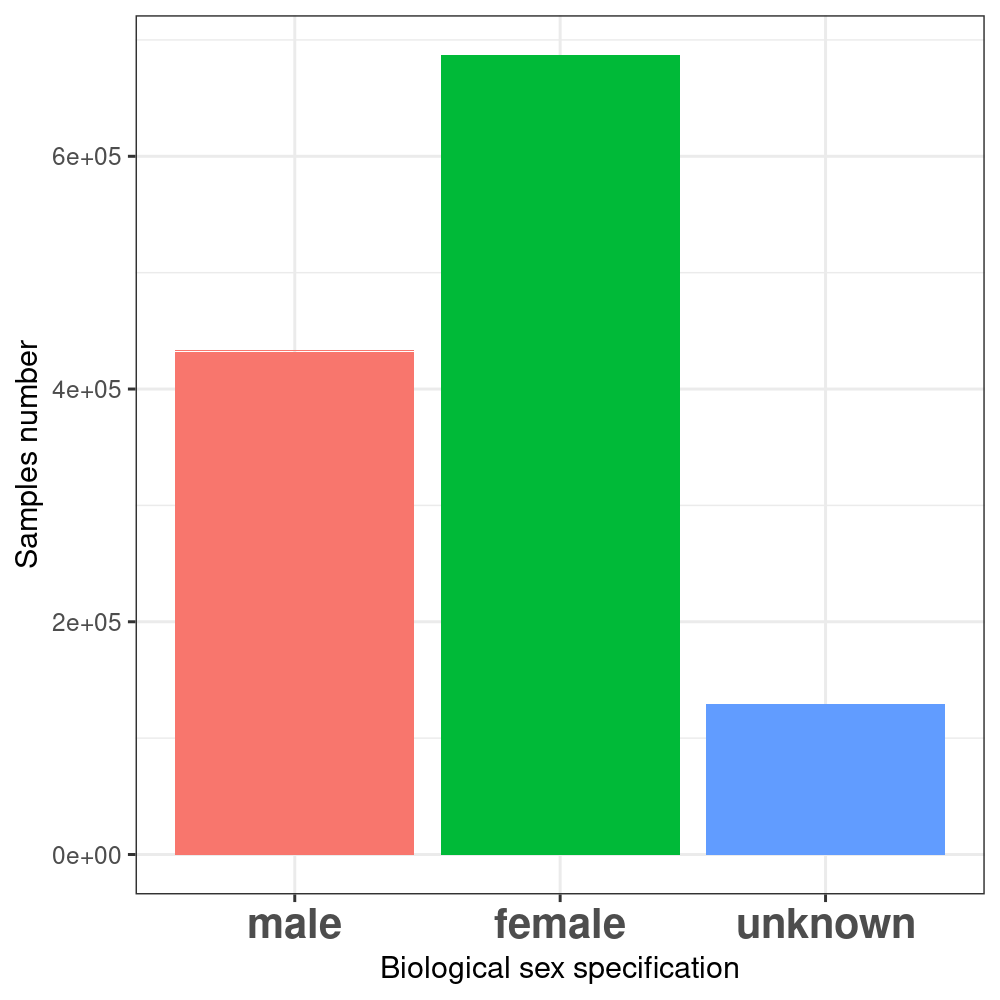 Samples number
6e+05
4e+05
2e+05
0e+00
male female unknown
Biological sex specification